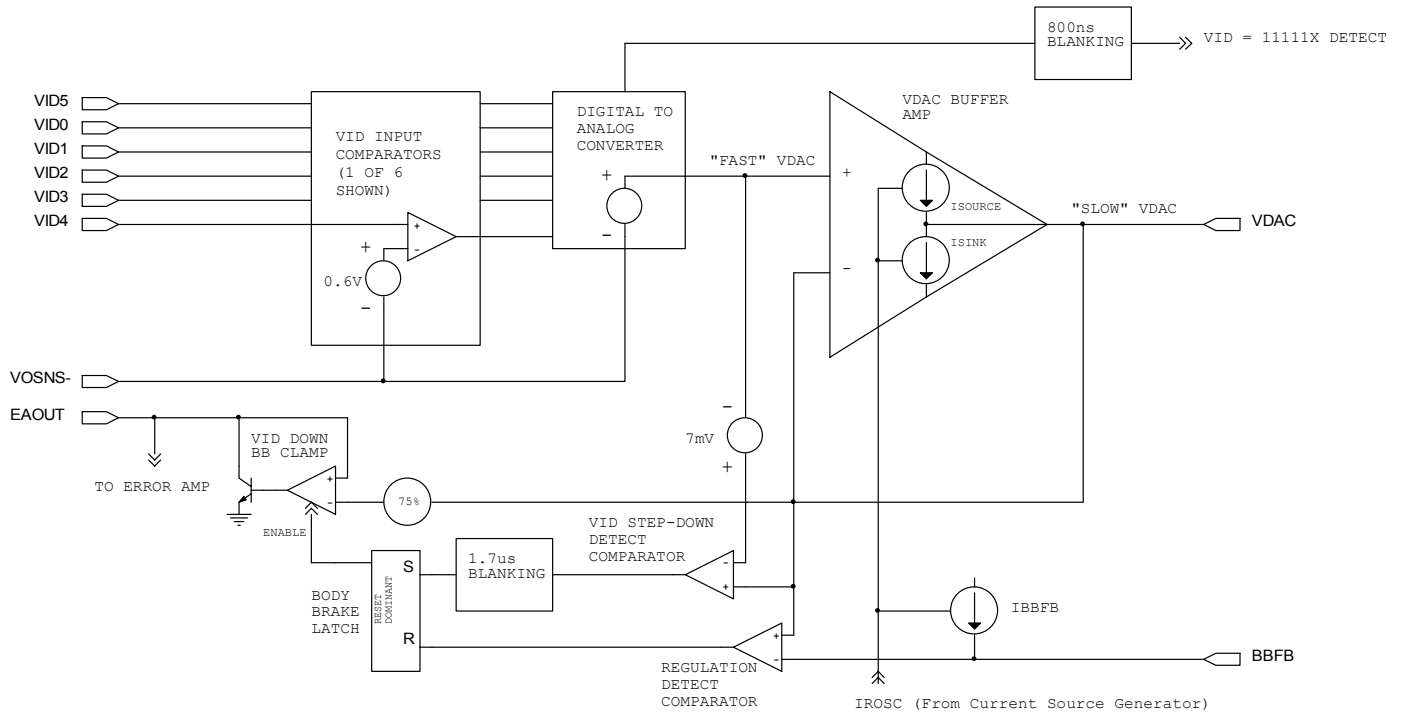 800ns
BLANKING
VID = 11111X DETECT
VID5
VID0
VID1
VID2
VID3
VID4
VID INPUT
COMPARATORS
(1 OF 6
SHOWN)
+
-
+
0.6V
-
DIGITAL TO
ANALOG
CONVERTER
+
-
"FAST" VDAC
VDAC BUFFER
AMP
+
-
ISOURCE
ISINK
"SLOW" VDAC
VDAC
VOSNS-
EAOUT
VID DOWN
BB CLAMP
+
-
TO ERROR AMP
ENABLE
75%
-
7mV
+
VID STEP-DOWN
DETECT
COMPARATOR
-
+
1.7us
BLANKING
BODY
BRAKE
LATCH
RESET
DOMINANT
S
R
REGULATION
DETECT
COMPARATOR
+
-
IBBFB
BBFB
IROSC (From Current Source Generator)